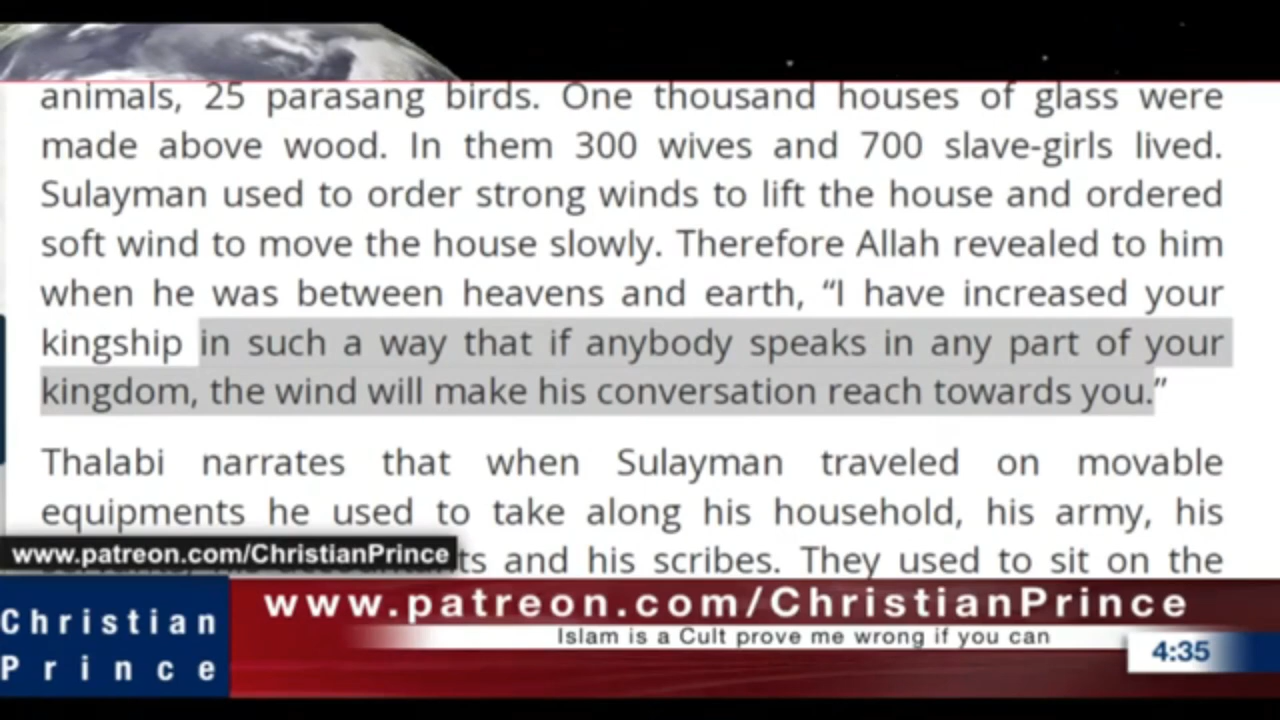 animals, 25 parasang birds. One thousand houses of glass were
made above wood. In them 300 wives and 700 slave-girls lived.
Sulayman used to order strong winds to lift the house and ordered
soft wind to move the house slowly. Therefore Allah revealed to him
when he was between heavens and earth, “I have increased your
kingship in such a way that if anybody speaks in any part of your
kingdom, the wind will make his conversation reach towards you.”
Thalabi narrates that when Sulayman traveled on movable
equipments he used to take along his household, his army, his
and his scribes. They used to sit on the
www.patreon.com/ChristianPrince
www.patreon.com/ChristianPrince
Islam is a Cult prove me wrong if you can
Christian
Prince
4:35